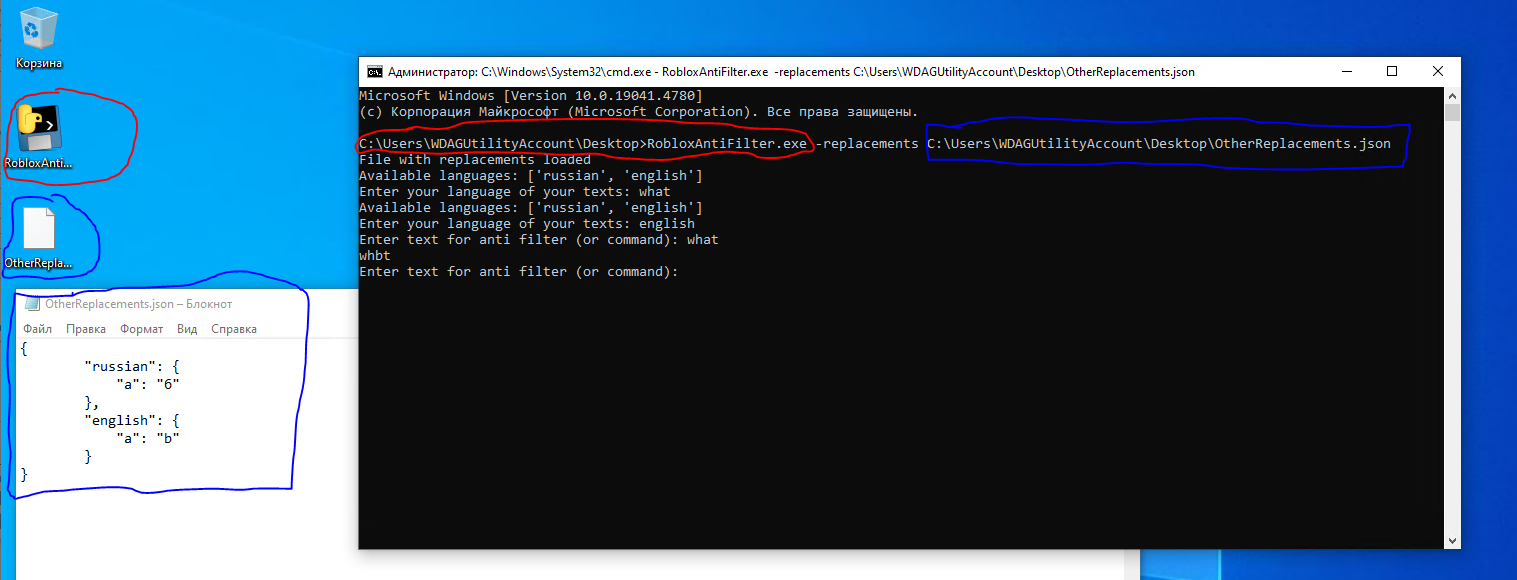 Корзина
RobloxAnti...
OtherRepla...
OtherReplacements.json – Блокнот
Файл Правка Формат Вид Справка
{
"russian": {
"а": "б"
},
"english": {
"a": "b"
}
}
Администратор: C:\Windows\System32\cmd.exe - RobloxAntiFilter.exe -replacements C:\Users\WDAGUtilityAccount\Desktop\OtherReplacements.json
Microsoft Windows [Version 10.0.19041.4780]
(c) Корпорация Майкрософт (Microsoft Corporation). Все права защищены.
C:\Users\WDAGUtilityAccount\Desktop>RobloxAntiFilter.exe -replacements C:\Users\WDAGUtilityAccount\Desktop\OtherReplacements.json
File with replacements loaded
Available languages: ['russian', 'english']
Enter your language of your texts: what
Available languages: ['russian', 'english']
Enter your language of your texts: english
Enter text for anti filter (or command): what
whbt
Enter text for anti filter (or command):